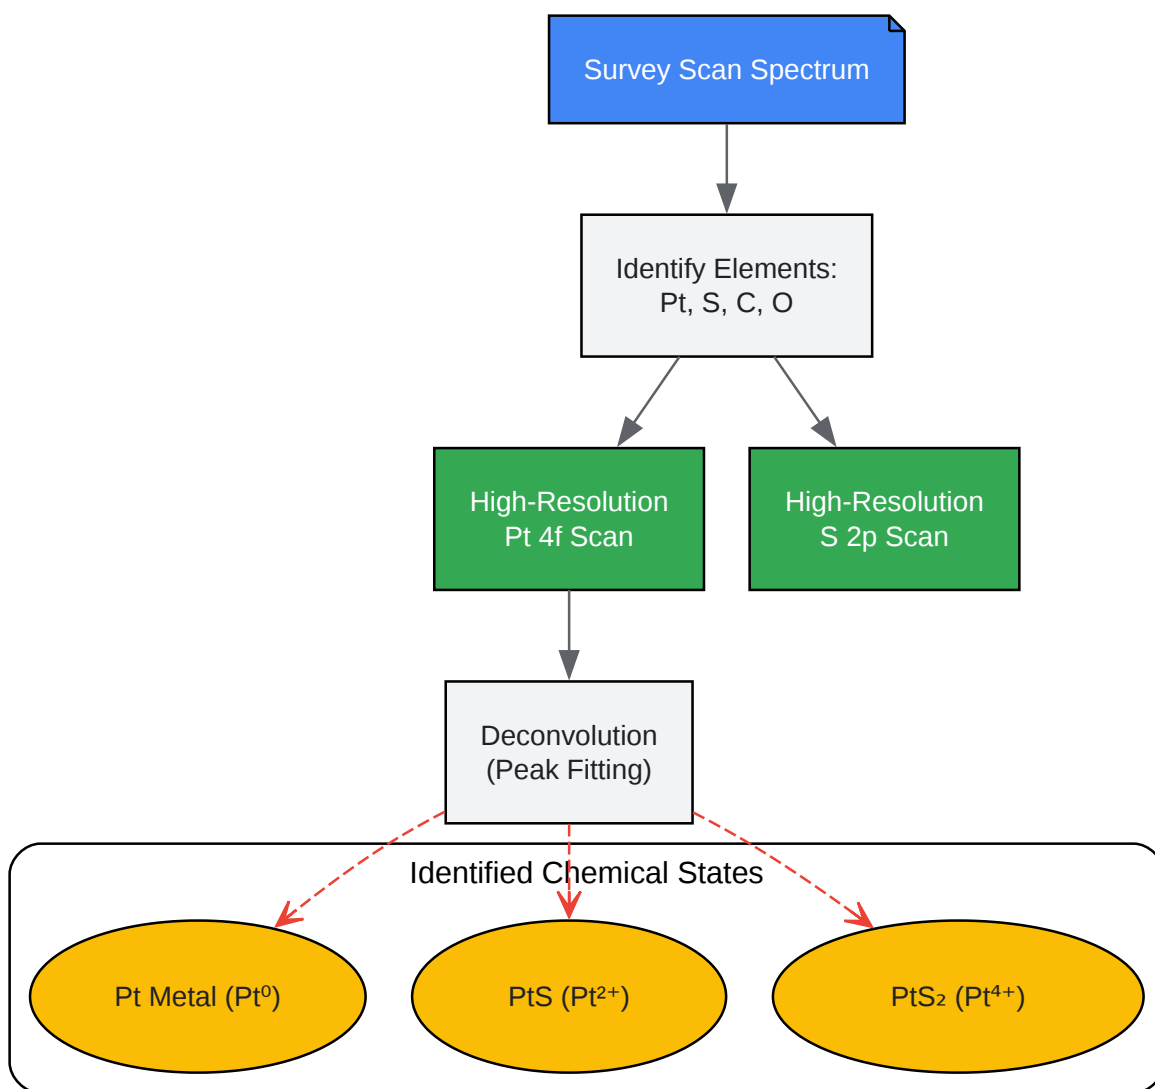 Survey Scan Spectrum
Identify Elements:
Pt, S, C, O
High-Resolution
Pt 4f Scan
High-Resolution
S 2p Scan
Deconvolution
(Peak Fitting)
Identified Chemical States
Pt Metal (Pt⁰)
PtS (Pt²⁺)
PtS₂ (Pt⁴⁺)